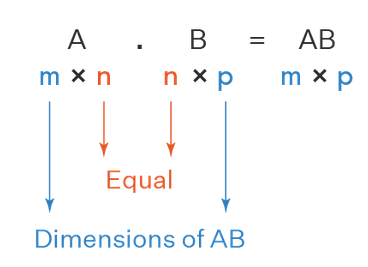 A . B = AB
m × n n × p m × p
Equal
Dimensions of AB